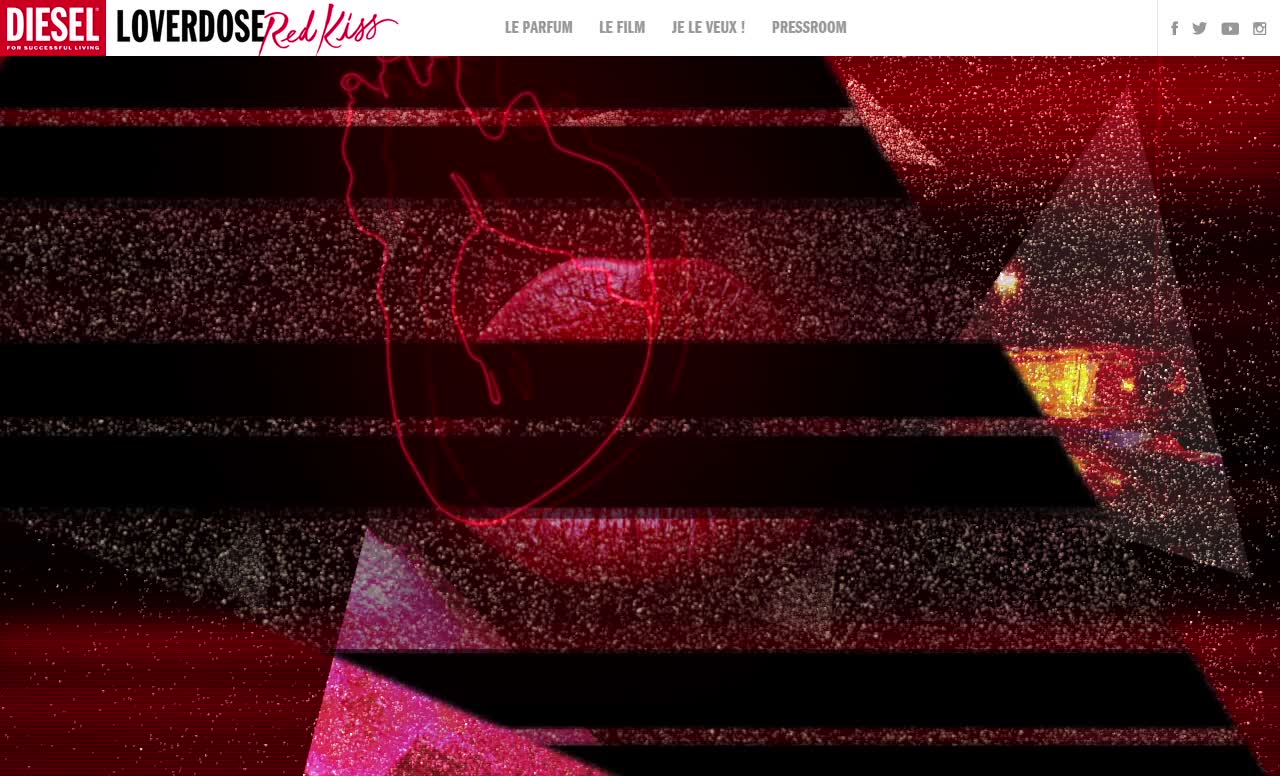 DIESEL
FOR SUCCESSFUL LIVING
LOVERDOSE Red Kiss
LE PARFUM LE FILM JE LE VEUX ! PRESSROOM